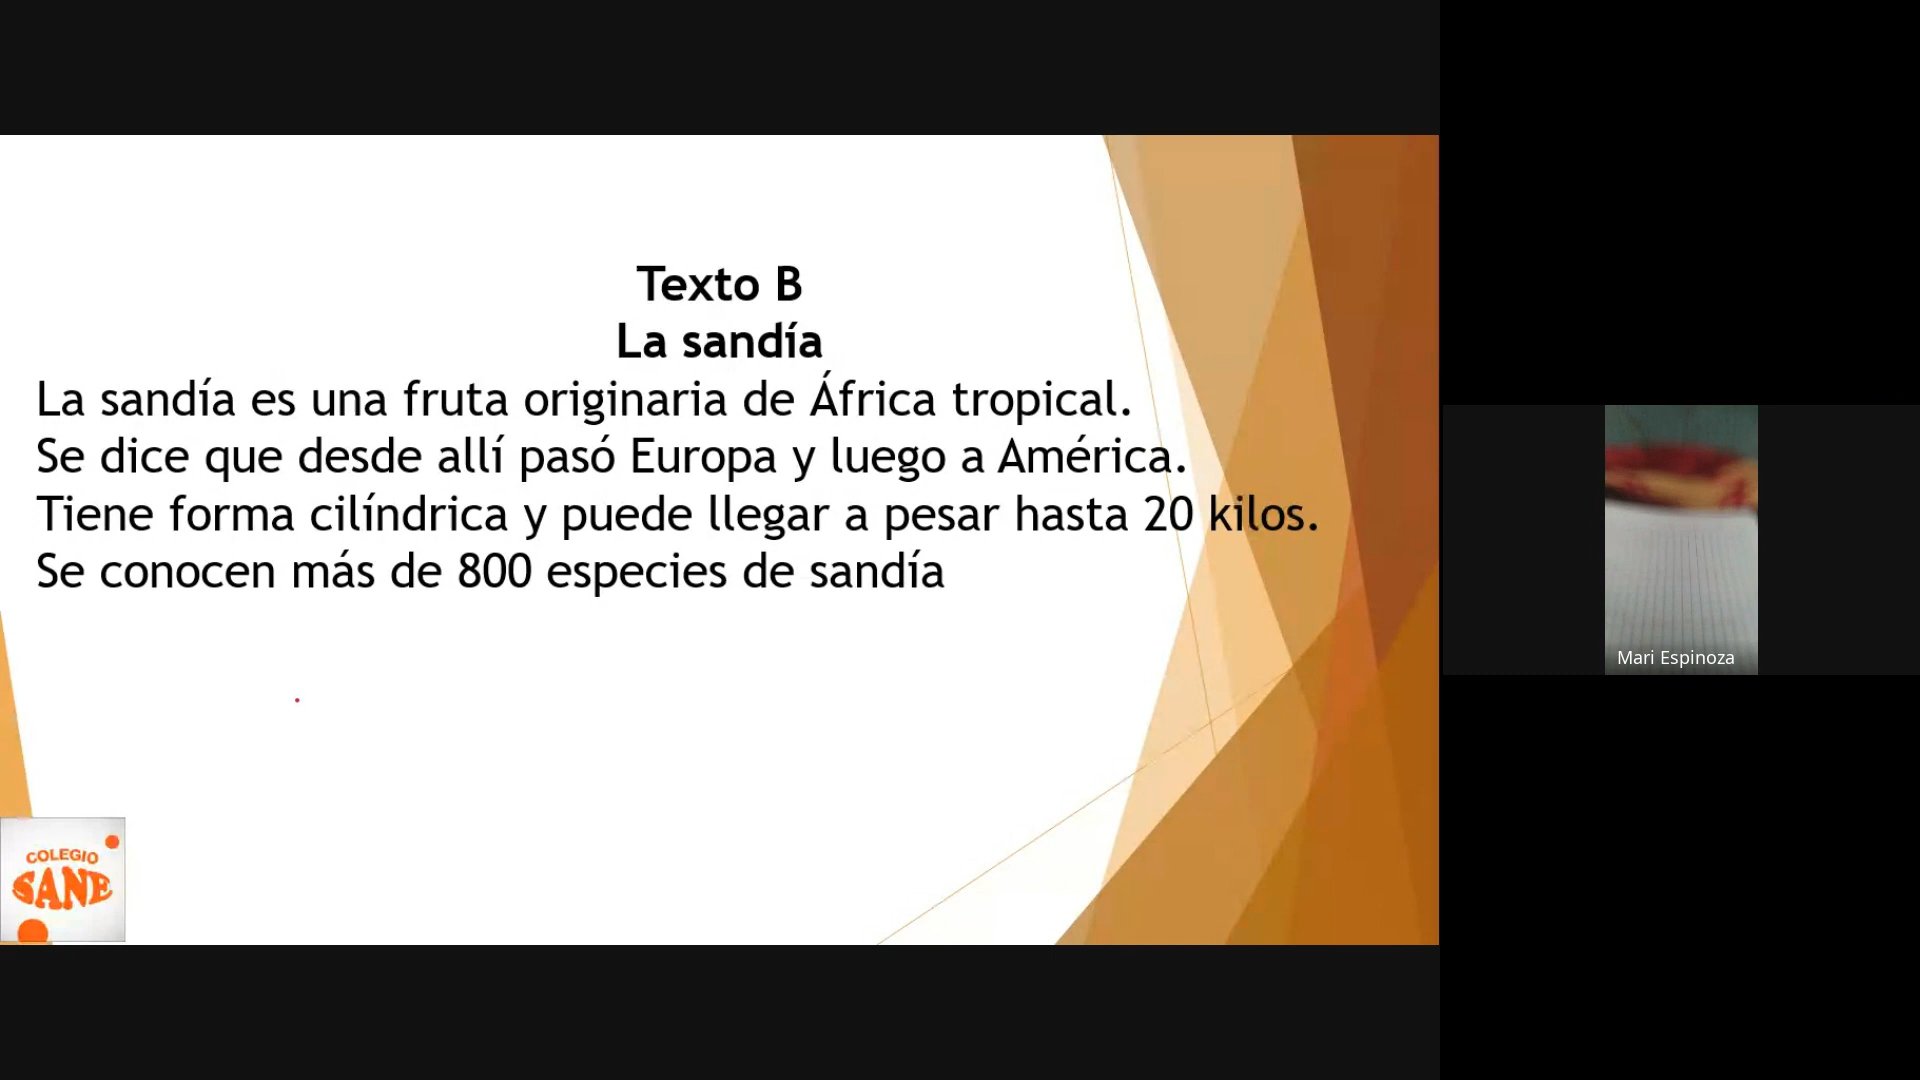 Texto B
La sandía
La sandía es una fruta originaria de África tropical.
Se dice que desde allí pasó Europa y luego a América.
Tiene forma cilíndrica y puede llegar a pesar hasta 20 kilos.
Se conocen más de 800 especies de sandía
COLEGIO
SANE
Mari Espinoza